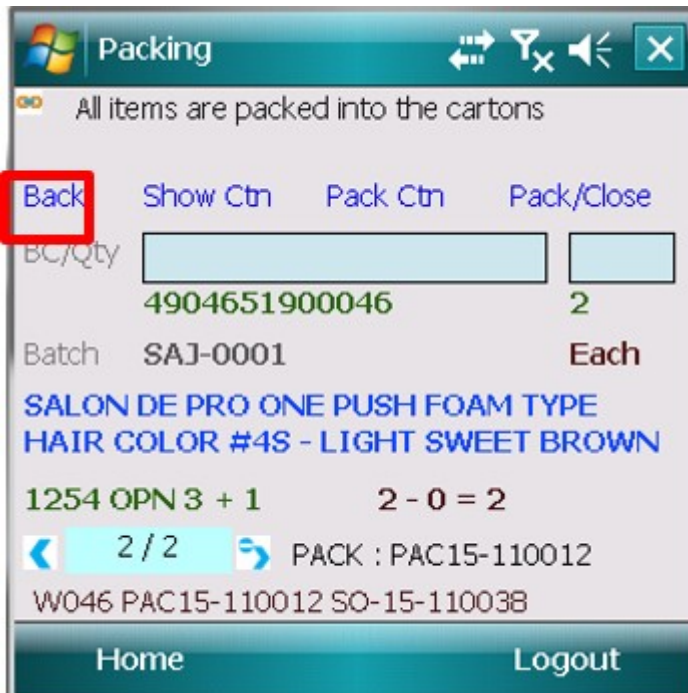 Packing
All items are packed into the cartons
Back Show Ctn Pack Ctn Pack/Close
BC/Qty
4904651900046 2
Batch SAJ-0001 Each
SALON DE PRO ONE PUSH FOAM TYPE
HAIR COLOR #4S - LIGHT SWEET BROWN
1254 OPN 3 + 1 2 - 0 = 2
2 / 2 PACK : PAC15-110012
W046 PAC15-110012 SO-15-110038
Home Logout